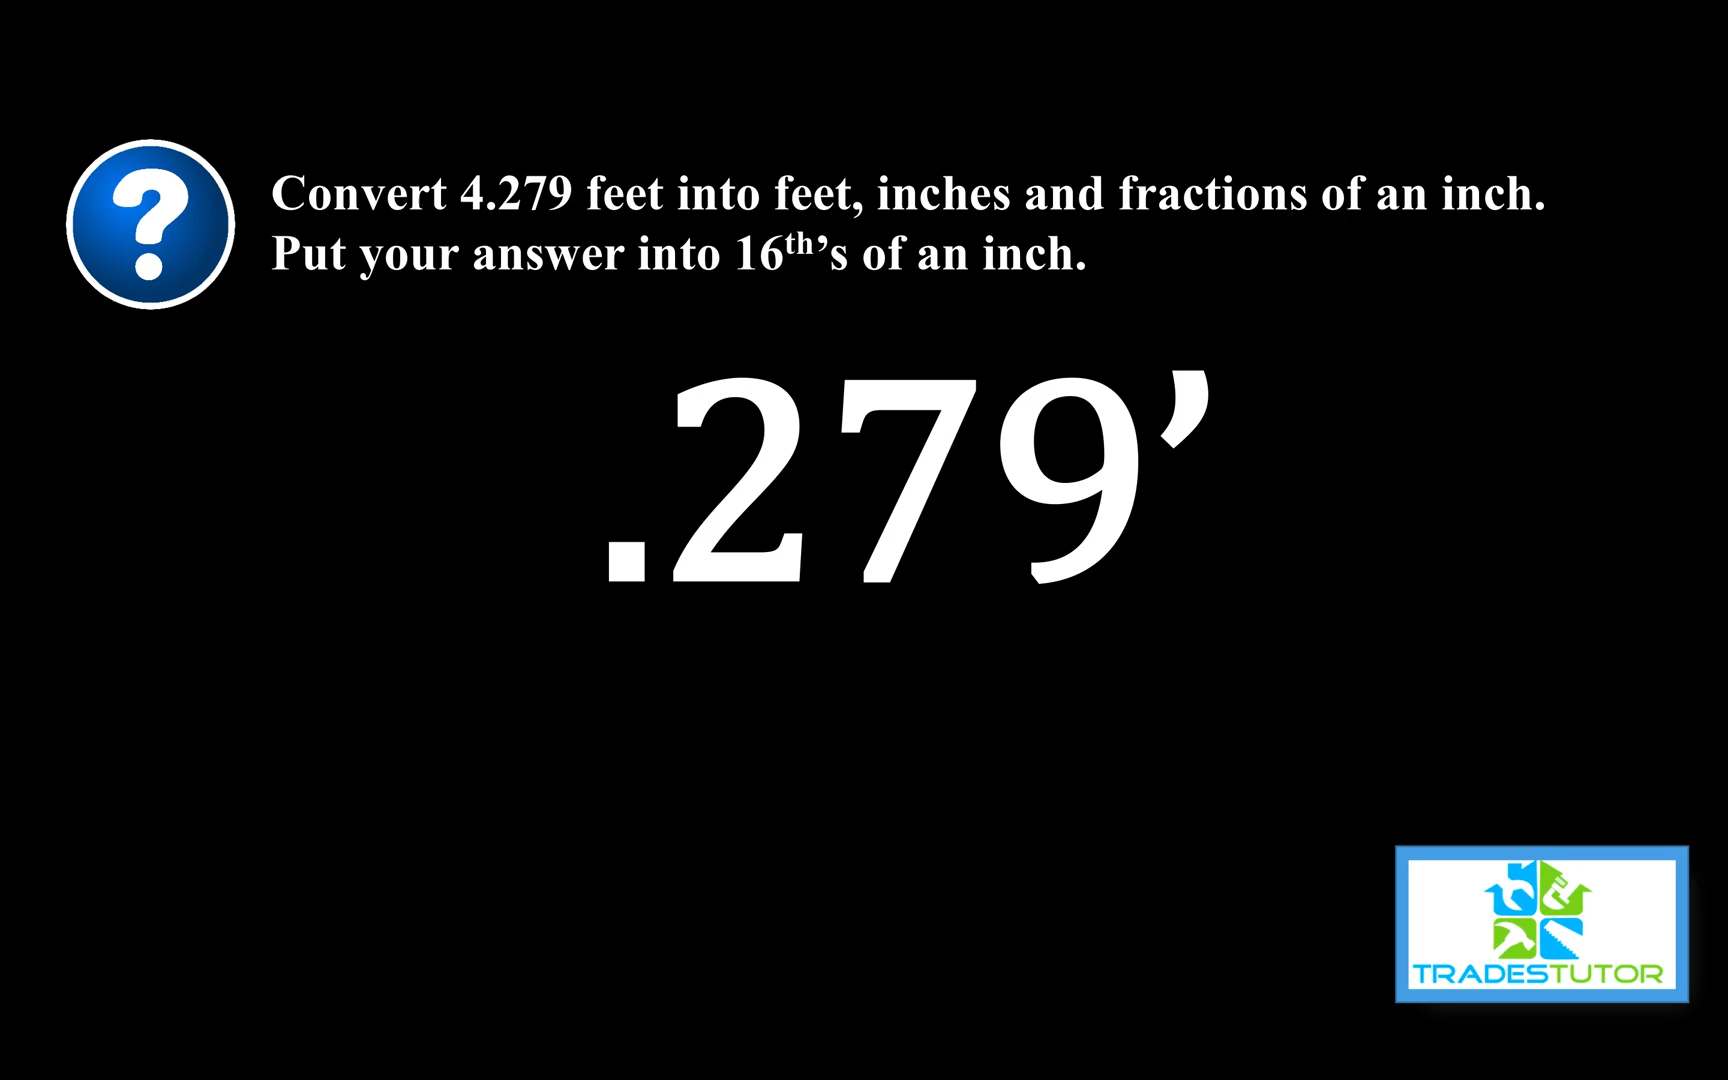 ?
Convert 4.279 feet into feet, inches and fractions of an inch.
Put your answer into 16th’s of an inch.
.279’
TRADESTUTOR